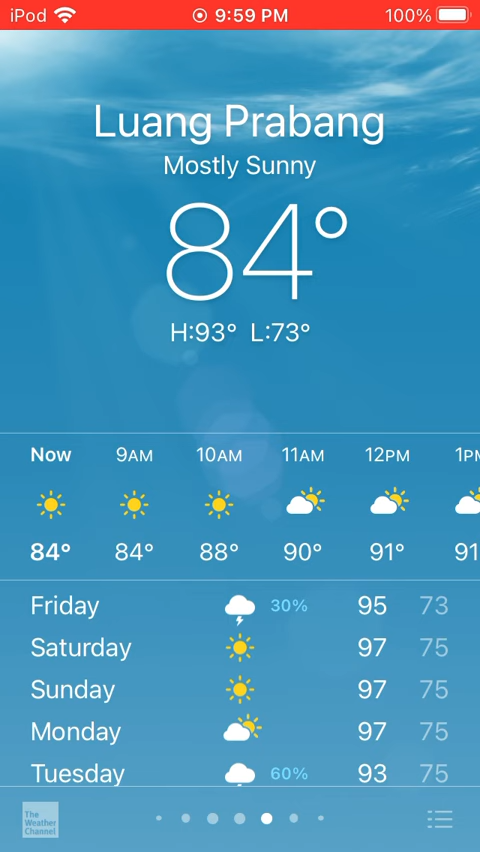 iPod 9:59 PM 100%
Luang Prabang
Mostly Sunny
84°
H:93° L:73°
Now 9AM 10AM 11AM 12PM 1PM
84° 84° 88° 90° 91° 91
Friday 30% 95 73
Saturday 97 75
Sunday 97 75
Monday 97 75
Tuesday 60% 93 75
The
Weather
Channel